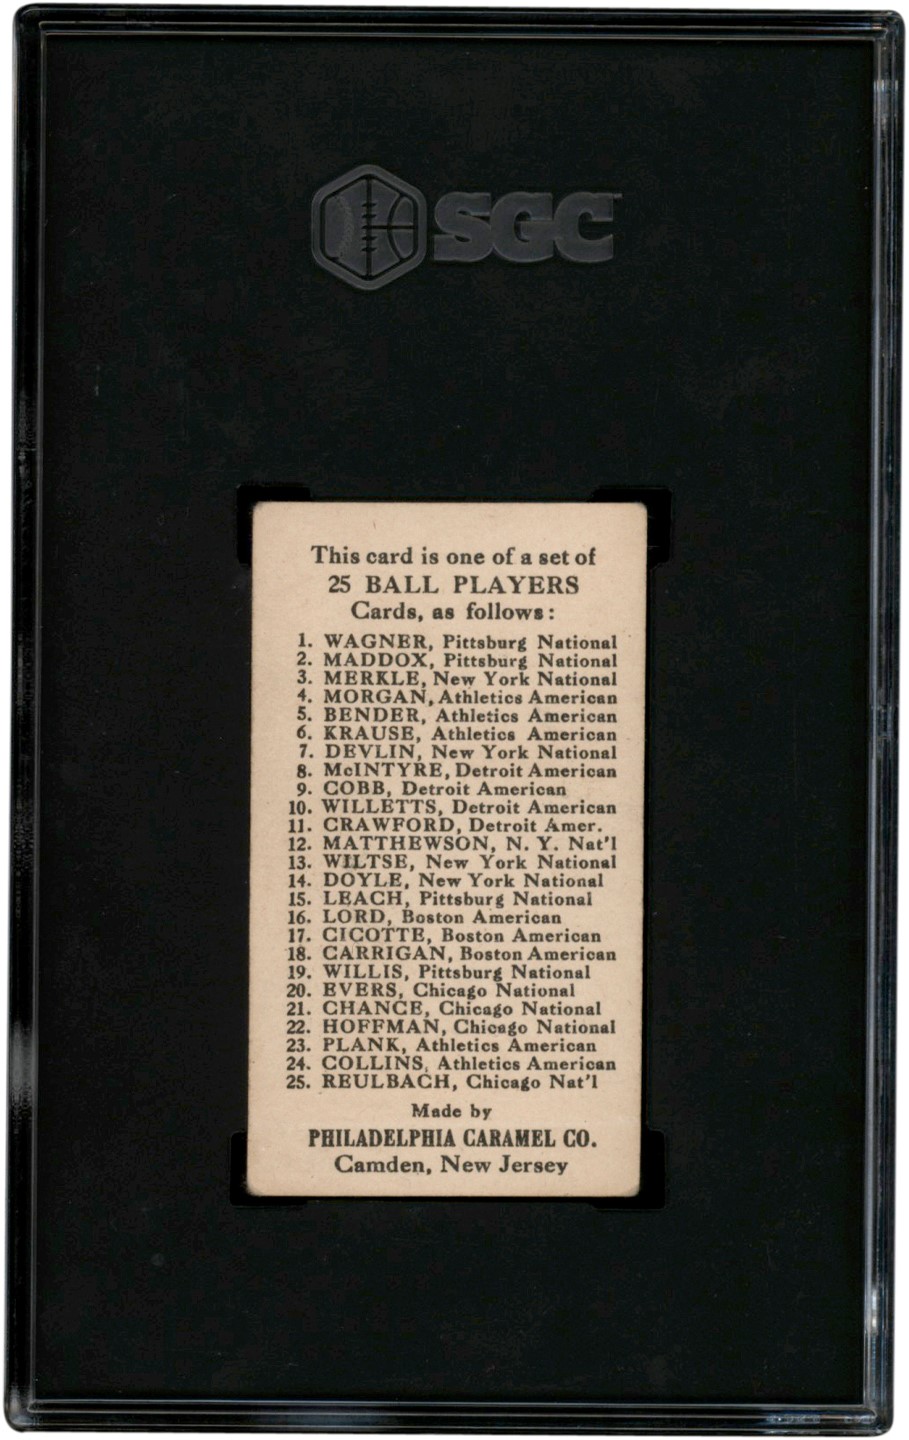 SGC
This card is one of a set of
25 BALL PLAYERS
Cards, as follows:
1. WAGNER, Pittsburg National
2. MADDOX, Pittsburg National
3. MERKLE, New York National
4. MORGAN, Athletics American
5. BENDER, Athletics American
6. KRAUSE, Athletics American
7. DEVLIN, New York National
8. McINTYRE, Detroit American
9. COBB, Detroit American
10. WILLETTS, Detroit American
11. CRAWFORD, Detroit Amer.
12. MATTHEWSON, N. Y. Nat'l
13. WILTSE, New York National
14. DOYLE, New York National
15. LEACH, Pittsburg National
16. LORD, Boston American
17. CICOTTE, Boston American
18. CARRIGAN, Boston American
19. WILLIS, Pittsburg National
20. EVERS, Chicago National
21. CHANCE, Chicago National
22. HOFFMAN, Chicago National
23. PLANK, Athletics American
24. COLLINS, Athletics American
25. REULBACH, Chicago Nat'l
Made by
PHILADELPHIA CARAMEL CO.
Camden, New Jersey